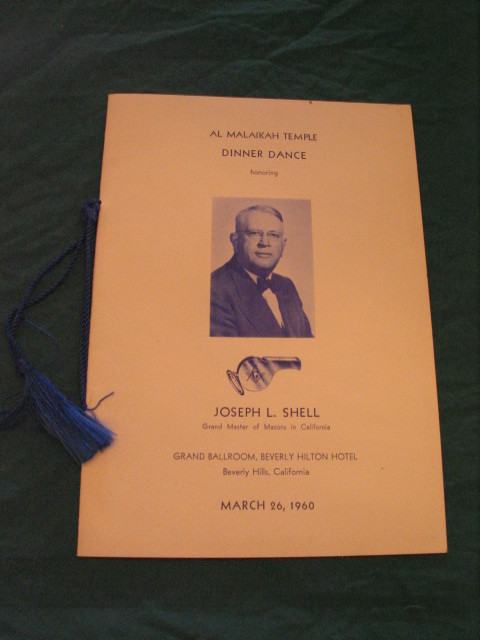 AL MALAIKAH TEMPLE
DINNER DANCE
honoring
JOSEPH L. SHELL
Grand Master of Masons in California
GRAND BALLROOM, BEVERLY HILTON HOTEL
Beverly Hills, California
MARCH 26, 1960